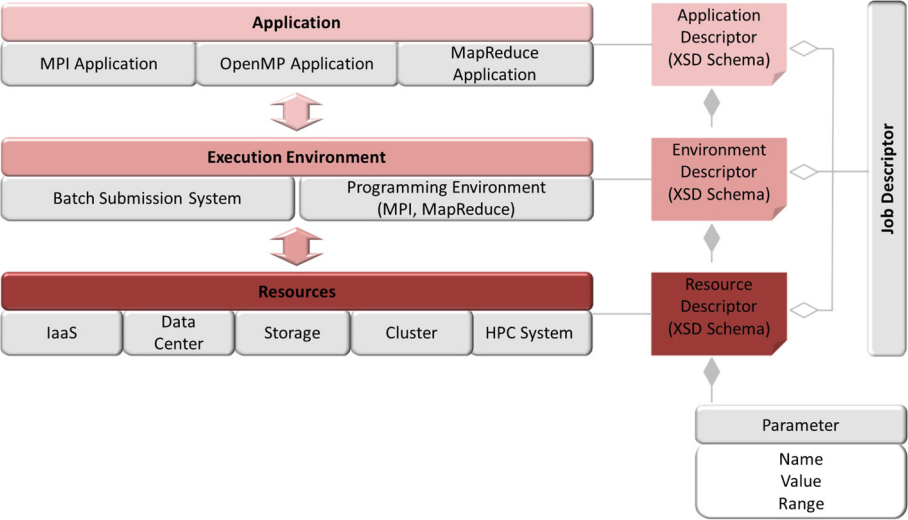 Application
MPI Application
OpenMP Application
MapReduce
Application
Application
Descriptor
(XSD Schema)
Execution Environment
Batch Submission System
Programming Environment
(MPI, MapReduce)
Environment
Descriptor
(XSD Schema)
Resources
IaaS
Data
Center
Storage
Cluster
HPC System
Resource
Descriptor
(XSD Schema)
Job Descriptor
Parameter
Name
Value
Range